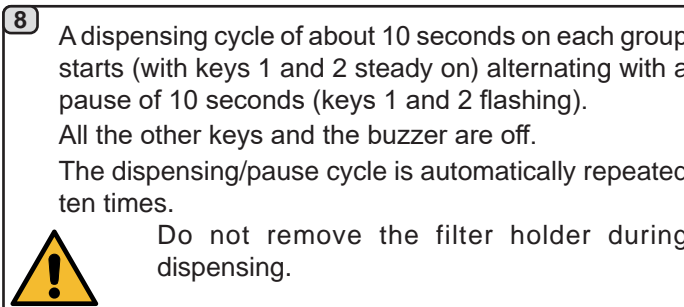 8
A dispensing cycle of about 10 seconds on each group
starts (with keys 1 and 2 steady on) alternating with a
pause of 10 seconds (keys 1 and 2 flashing).
All the other keys and the buzzer are off.
The dispensing/pause cycle is automatically repeated
ten times.
Do not remove the filter holder during
dispensing.